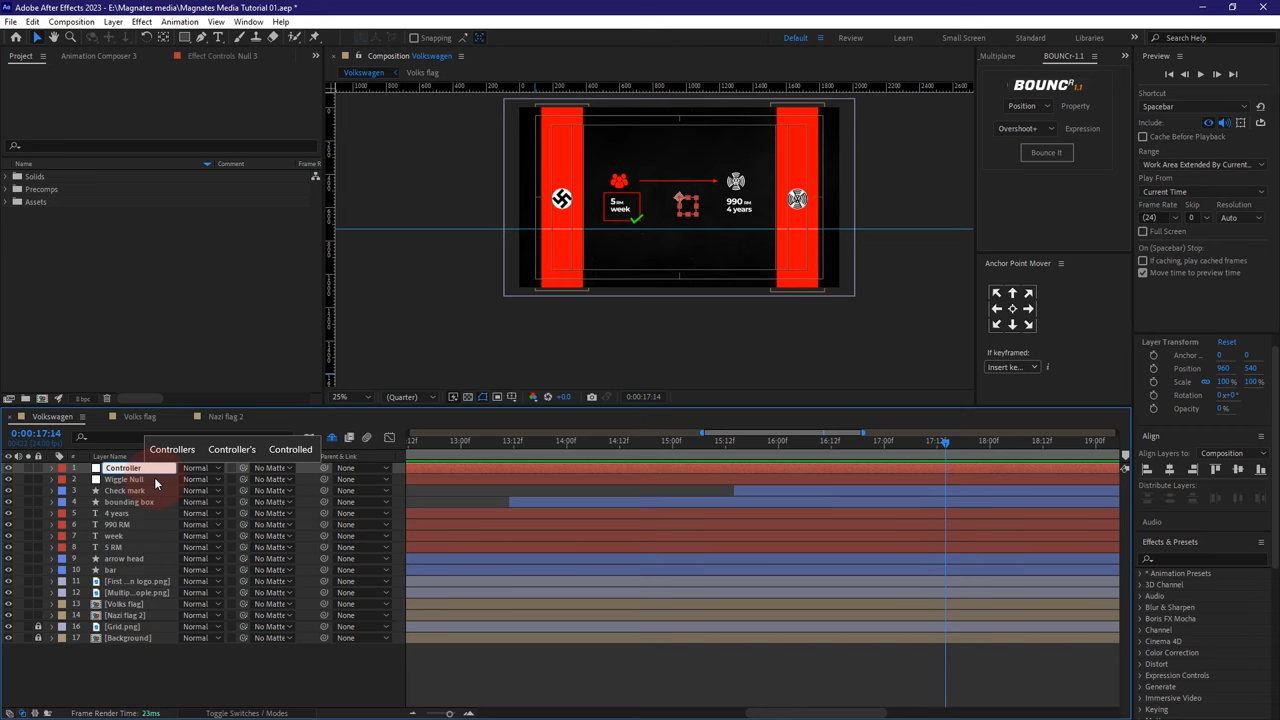 Adobe After Effects 2023 - E:\Magnates media\Magnates Media Tutorial 01.aep *
File Edit Composition Layer Effect Animation View Window Help
Snapping
Default Review Learn Small Screen Standard Libraries
Search Help
Project Animation Composer 3 Effect Controls Null 3
Name Comment Frame R
Solids
Precomps
Assets
8 bpc
Composition Volkswagen
Volkswagen Volks flag
5 RM
week
990 RM
4 years
25% (Quarter) +0.0 0:00:17:14
Multiplane BOUNCr-1.1
BOUNCR 1.1
Position Property
Overshoot+ Expression
Bounce It
Anchor Point Mover
If keyframed:
Insert ke...
Preview
Shortcut
Spacebar
Include:
Cache Before Playback
Range
Work Area Extended By Current...
Play From
Current Time
Frame Rate Skip Resolution
(24) 0 Auto
Full Screen
On (Spacebar) Stop:
If caching, play cached frames
Move time to preview time
Layer Transform Reset
Anchor ... 0 0
Position 960 540
Scale 100 % 100 %
Rotation 0x+0°
Opacity 0 %
Align
Align Layers to: Composition
Distribute Layers:
Audio
Effects & Presets
* Animation Presets
3D Channel
Audio
Blur & Sharpen
Boris FX Mocha
Channel
Cinema 4D
Color Correction
Distort
Expression Controls
Generate
Immersive Video
Keying
Volkswagen Volks flag Nazi flag 2
0:00:17:14
00422 (24.00 fps)
Controllers Controller's Controlled
# Layer Name
1 Controller Normal No Matte None
2 Wiggle Null Normal No Matte None
3 Check mark Normal No Matte None
4 bounding box Normal No Matte None
5 4 years Normal No Matte None
6 990 RM Normal No Matte None
7 week Normal No Matte None
8 5 RM Normal No Matte None
9 arrow head Normal No Matte None
10 bar Normal No Matte None
11 [First ...n logo.png] Normal No Matte None
12 [Multip...ople.png] Normal No Matte None
13 [Volks flag] Normal No Matte None
14 [Nazi flag 2] Normal No Matte None
16 [Grid.png] Normal No Matte None
17 [Background] Normal No Matte None
:12f 13:00f 13:12f 14:00f 14:12f 15:00f 15:12f 16:00f 16:12f 17:00f 17:12f 18:00f 18:12f 19:00f
Frame Render Time: 23ms Toggle Switches / Modes